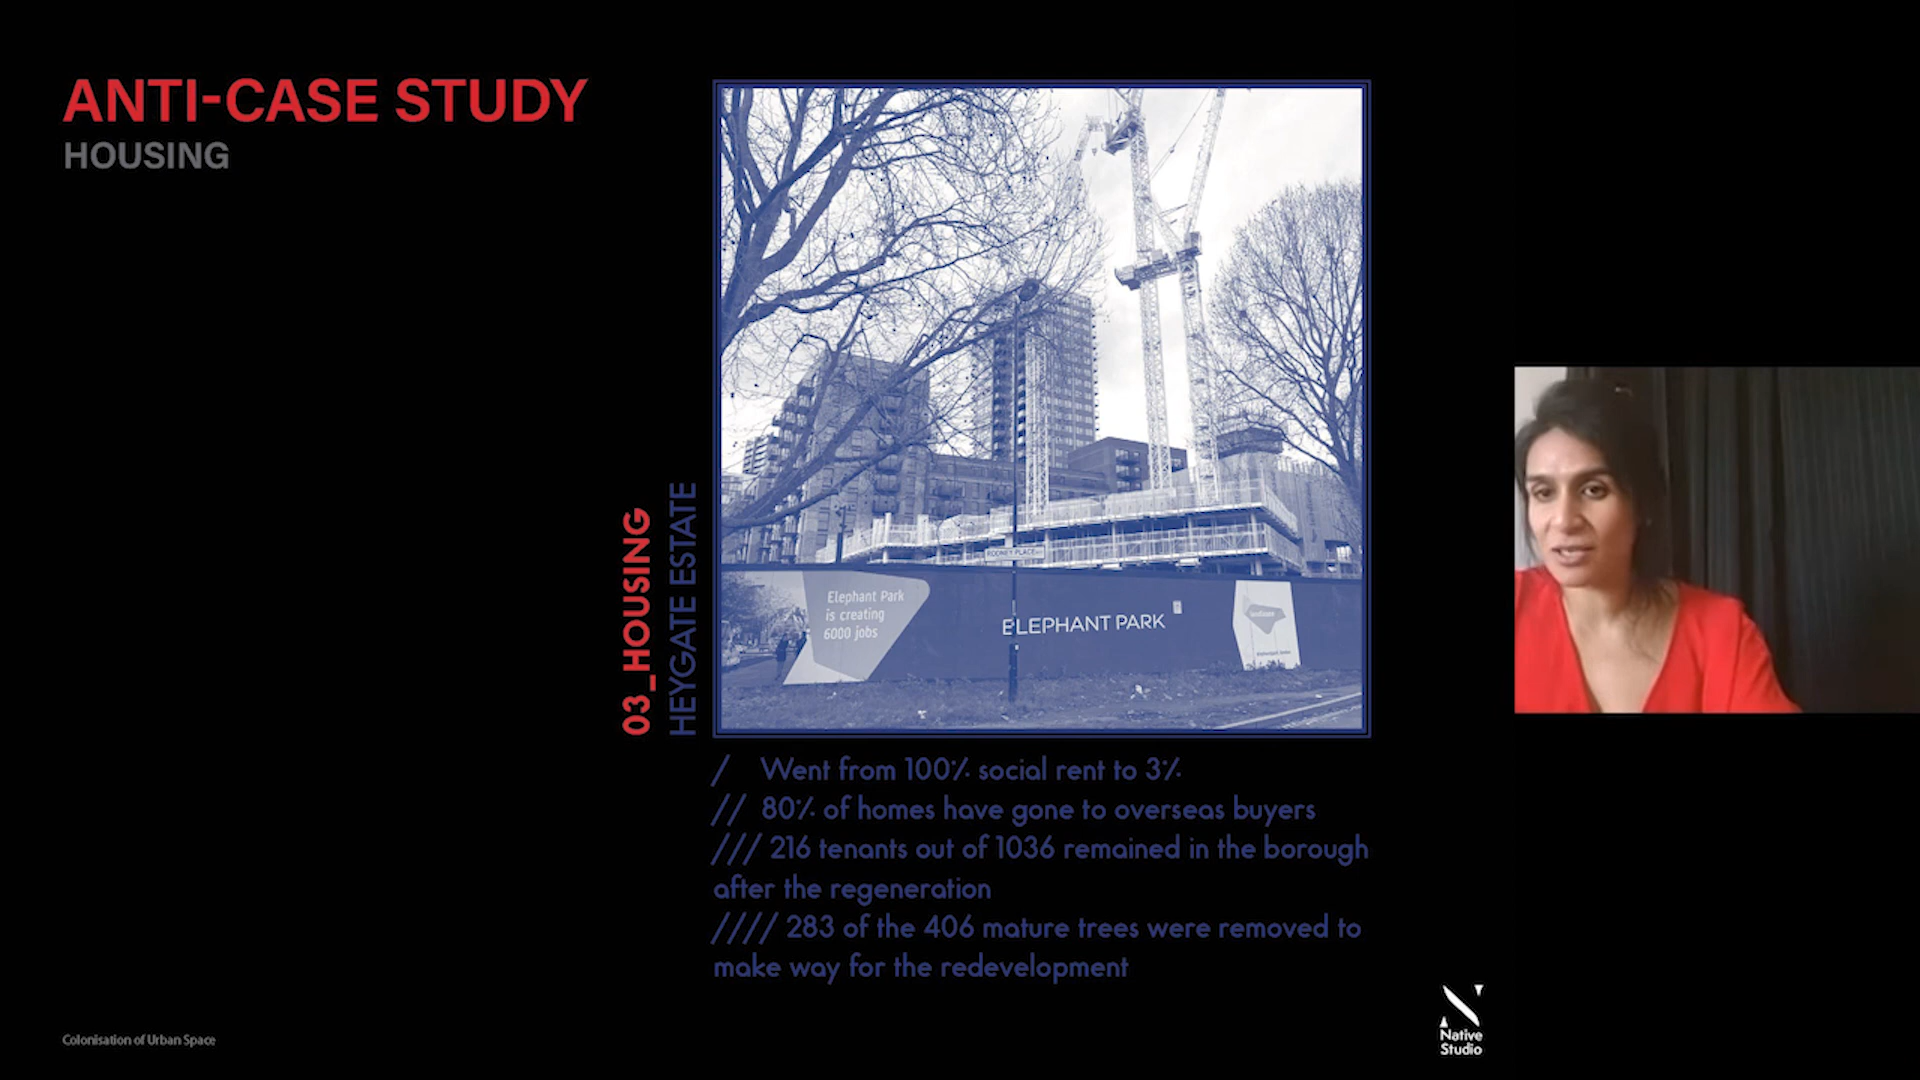 ANTI-CASE STUDY
HOUSING
03_HOUSING
HEYGATE ESTATE
RODNEY PLACE
Elephant Park
is creating
6000 jobs
ELEPHANT PARK
/ Went from 100% social rent to 3%
// 80% of homes have gone to overseas buyers
/// 216 tenants out of 1036 remained in the borough
after the regeneration
//// 283 of the 406 mature trees were removed to
make way for the redevelopment
Colonisation of Urban Space
Native
Studio